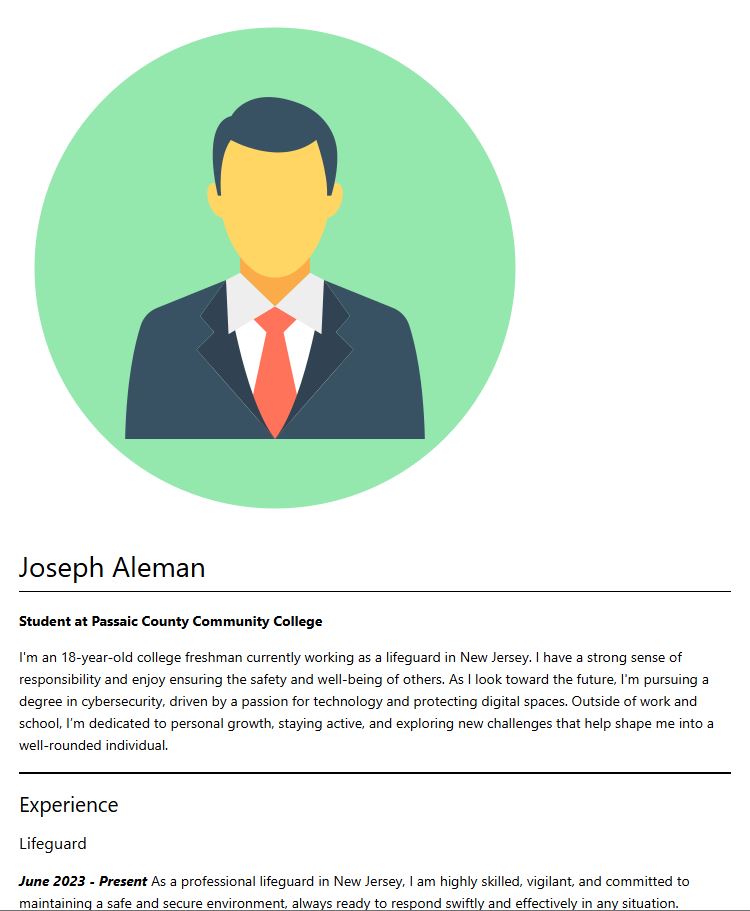 Joseph Aleman
Student at Passaic County Community College
I'm an 18-year-old college freshman currently working as a lifeguard in New Jersey. I have a strong sense of
responsibility and enjoy ensuring the safety and well-being of others. As I look toward the future, I'm pursuing a
degree in cybersecurity, driven by a passion for technology and protecting digital spaces. Outside of work and
school, I'm dedicated to personal growth, staying active, and exploring new challenges that help shape me into a
well-rounded individual.
Experience
Lifeguard
June 2023 - Present As a professional lifeguard in New Jersey, I am highly skilled, vigilant, and committed to
maintaining a safe and secure environment, always ready to respond swiftly and effectively in any situation.